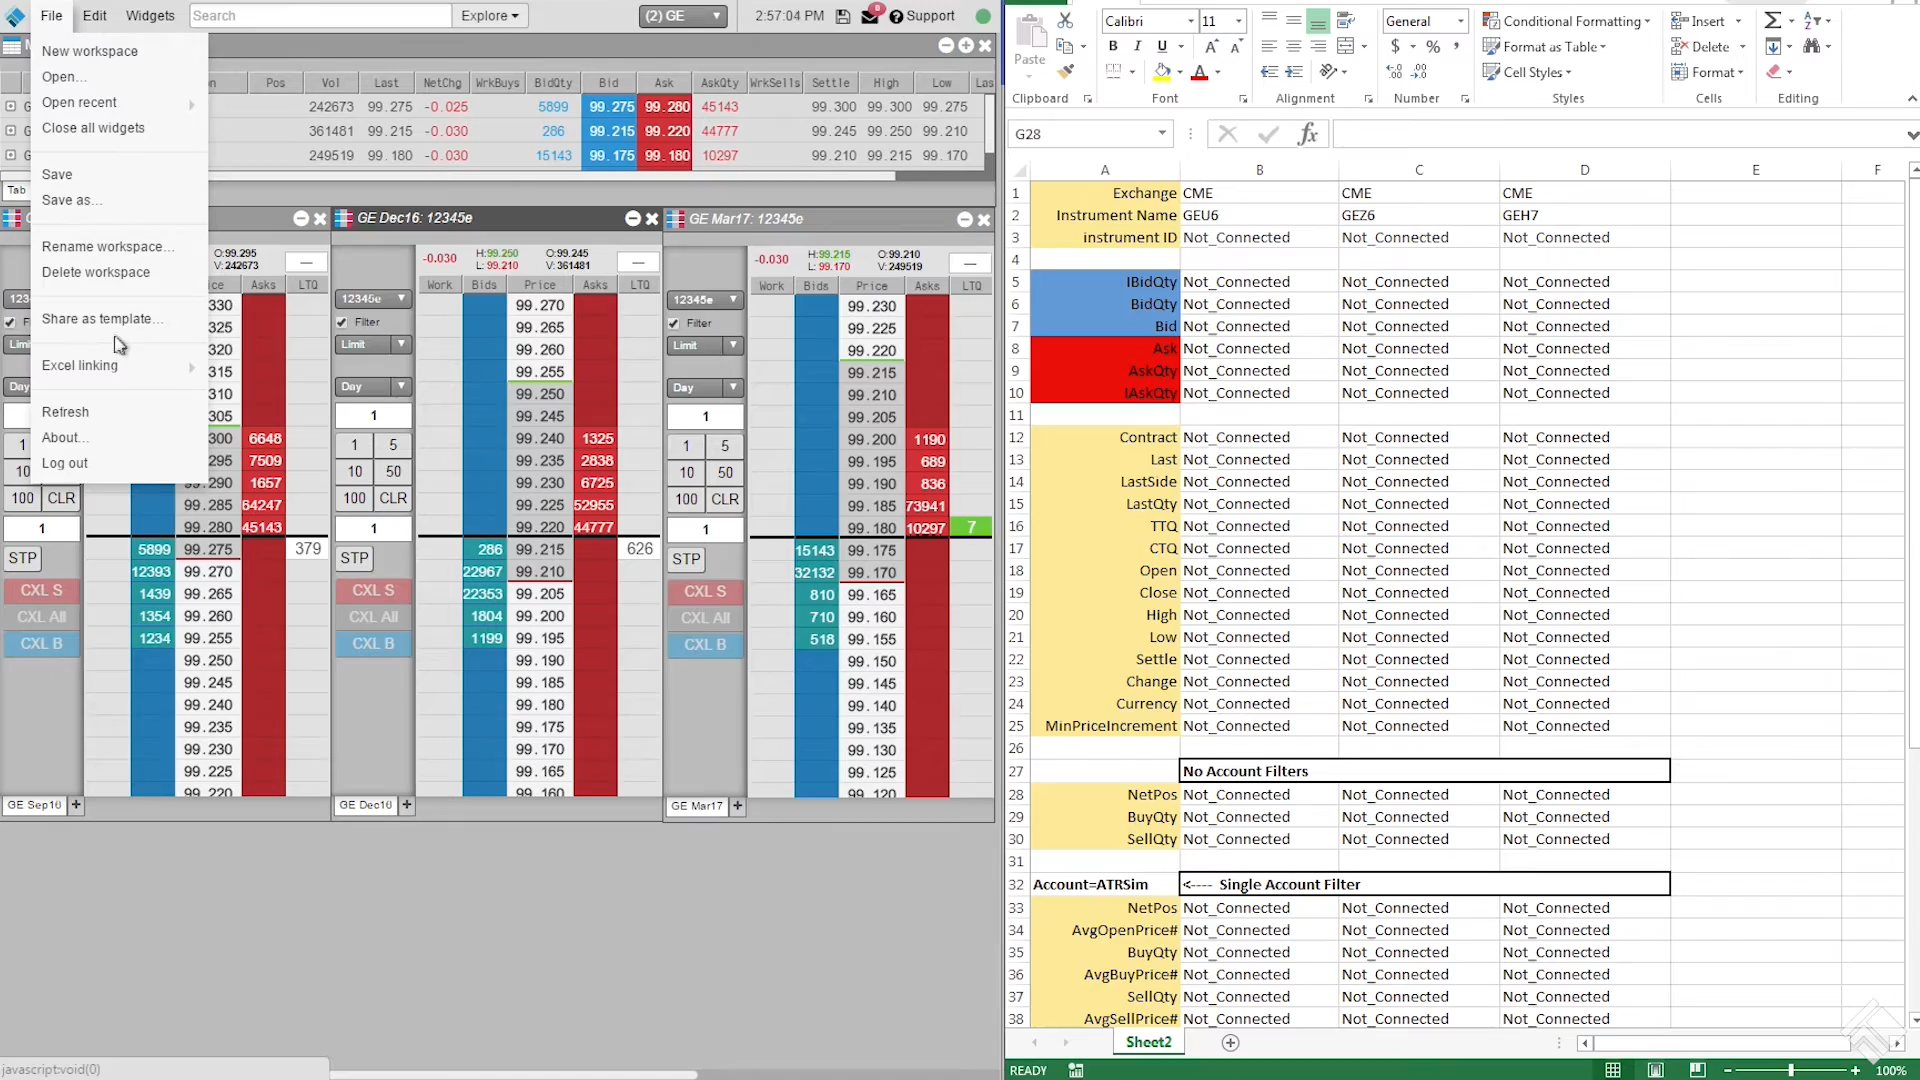 File Edit Widgets Search Explore (2) GE 2:57:04 PM Support
New workspace
Open...
Open recent
Close all widgets
Save
Save as...
Rename workspace...
Delete workspace
Share as template...
Excel linking
Refresh
About...
Log out
Pos Vol Last NetChg WrkBuys BidQty Bid Ask AskQty WrkSells Settle High Low Las
242673 99.275 -0.025 5899 99.275 99.280 45143 99.300 99.300 99.275
361481 99.215 -0.030 286 99.215 99.220 44777 99.245 99.250 99.210
249519 99.180 -0.030 15143 99.175 99.180 10297 99.210 99.215 99.170
Tab
O:99.295
V:242673
Asks LTQ
330
325
320
315
310
305
300 6648
295 7509
290 1657
99.285 64247
99.280 45143
5899 99.275 379
12393 99.270
1439 99.265
1354 99.260
1234 99.255
99.250
99.245
99.240
99.235
99.230
99.225
99.220
100 CLR
1
STP
CXL S
CXL All
CXL B
GE Sep16 +
GE Dec16: 12345e
-0.030 H:99.250 O:99.245
L: 99.210 V:361481
Work Bids Price Asks LTQ
12345e
Filter
Limit
Day
1
1 5
10 50
100 CLR
1
STP
CXL S
CXL All
CXL B
99.270
99.265
99.260
99.255
99.250
99.245
99.240 1325
99.235 2838
99.230 6725
99.225 52955
99.220 44777
286 99.215 626
22967 99.210
22353 99.205
1804 99.200
1199 99.195
99.190
99.185
99.180
99.175
99.170
99.165
99.160
GE Dec16 +
GE Mar17: 12345e
-0.030 H:99.215 O:99.210
L: 99.170 V:249519
Work Bids Price Asks LTQ
12345e
Filter
Limit
Day
1
1 5
10 50
100 CLR
1
STP
CXL S
CXL All
CXL B
99.230
99.225
99.220
99.215
99.210
99.205
99.200 1190
99.195 689
99.190 836
99.185 73941
99.180 10297 7
15143 99.175
32132 99.170
810 99.165
710 99.160
518 99.155
99.150
99.145
99.140
99.135
99.130
99.125
99.120
GE Mar17 +
javascript:void(0)
Paste Calibri 11 General Conditional Formatting Insert
B I U $ % , Format as Table Delete
Cell Styles Format
Clipboard Font Alignment Number Styles Cells Editing
G28 fx
A B C D E F
1 Exchange CME CME CME
2 Instrument Name GEU6 GEZ6 GEH7
3 instrument ID Not_Connected Not_Connected Not_Connected
4
5 IBidQty Not_Connected Not_Connected Not_Connected
6 BidQty Not_Connected Not_Connected Not_Connected
7 Bid Not_Connected Not_Connected Not_Connected
8 Ask Not_Connected Not_Connected Not_Connected
9 AskQty Not_Connected Not_Connected Not_Connected
10 IAskQty Not_Connected Not_Connected Not_Connected
11
12 Contract Not_Connected Not_Connected Not_Connected
13 Last Not_Connected Not_Connected Not_Connected
14 LastSide Not_Connected Not_Connected Not_Connected
15 LastQty Not_Connected Not_Connected Not_Connected
16 TTQ Not_Connected Not_Connected Not_Connected
17 CTQ Not_Connected Not_Connected Not_Connected
18 Open Not_Connected Not_Connected Not_Connected
19 Close Not_Connected Not_Connected Not_Connected
20 High Not_Connected Not_Connected Not_Connected
21 Low Not_Connected Not_Connected Not_Connected
22 Settle Not_Connected Not_Connected Not_Connected
23 Change Not_Connected Not_Connected Not_Connected
24 Currency Not_Connected Not_Connected Not_Connected
25 MinPriceIncrement Not_Connected Not_Connected Not_Connected
26
27 No Account Filters
28 NetPos Not_Connected Not_Connected Not_Connected
29 BuyQty Not_Connected Not_Connected Not_Connected
30 SellQty Not_Connected Not_Connected Not_Connected
31
32 Account=ATRSim <---- Single Account Filter
33 NetPos Not_Connected Not_Connected Not_Connected
34 AvgOpenPrice# Not_Connected Not_Connected Not_Connected
35 BuyQty Not_Connected Not_Connected Not_Connected
36 AvgBuyPrice# Not_Connected Not_Connected Not_Connected
37 SellQty Not_Connected Not_Connected Not_Connected
38 AvgSellPrice# Not_Connected Not_Connected Not_Connected
Sheet2
READY 100%